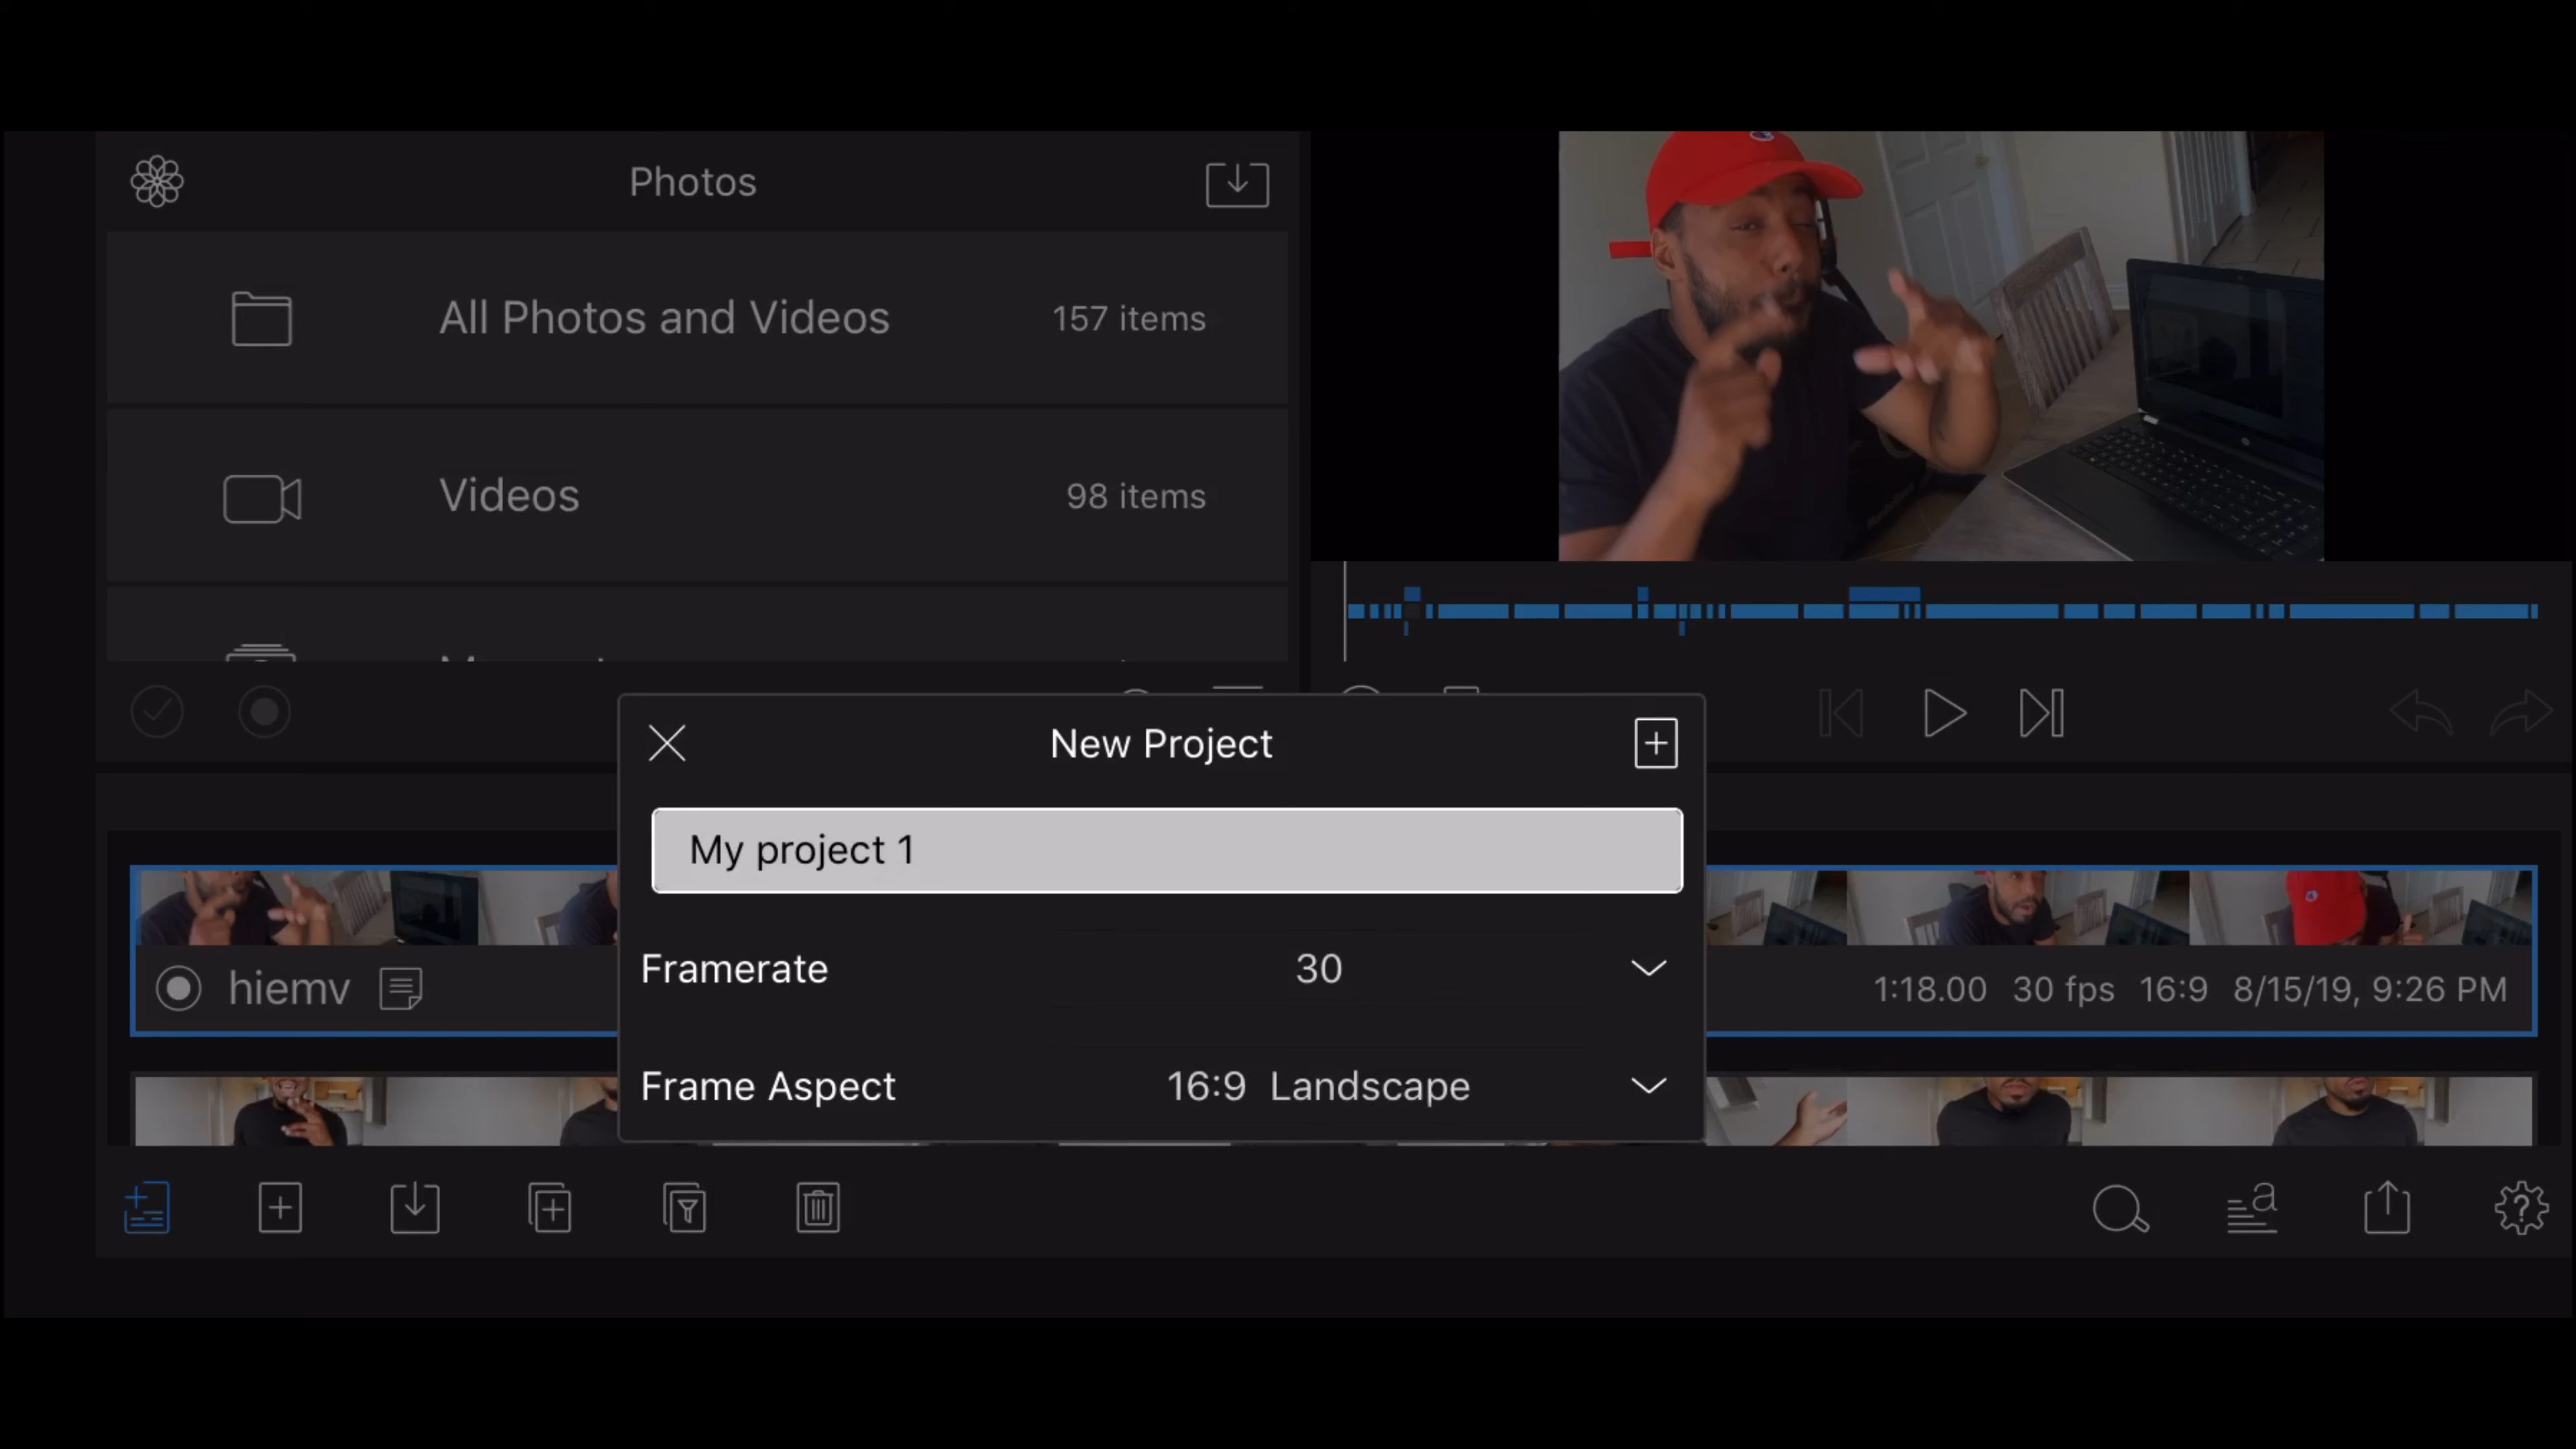 Photos
All Photos and Videos 157 items
Videos 98 items
New Project
My project 1
Framerate 30
Frame Aspect 16:9 Landscape
hiemv
1:18.00 30 fps 16:9 8/15/19, 9:26 PM